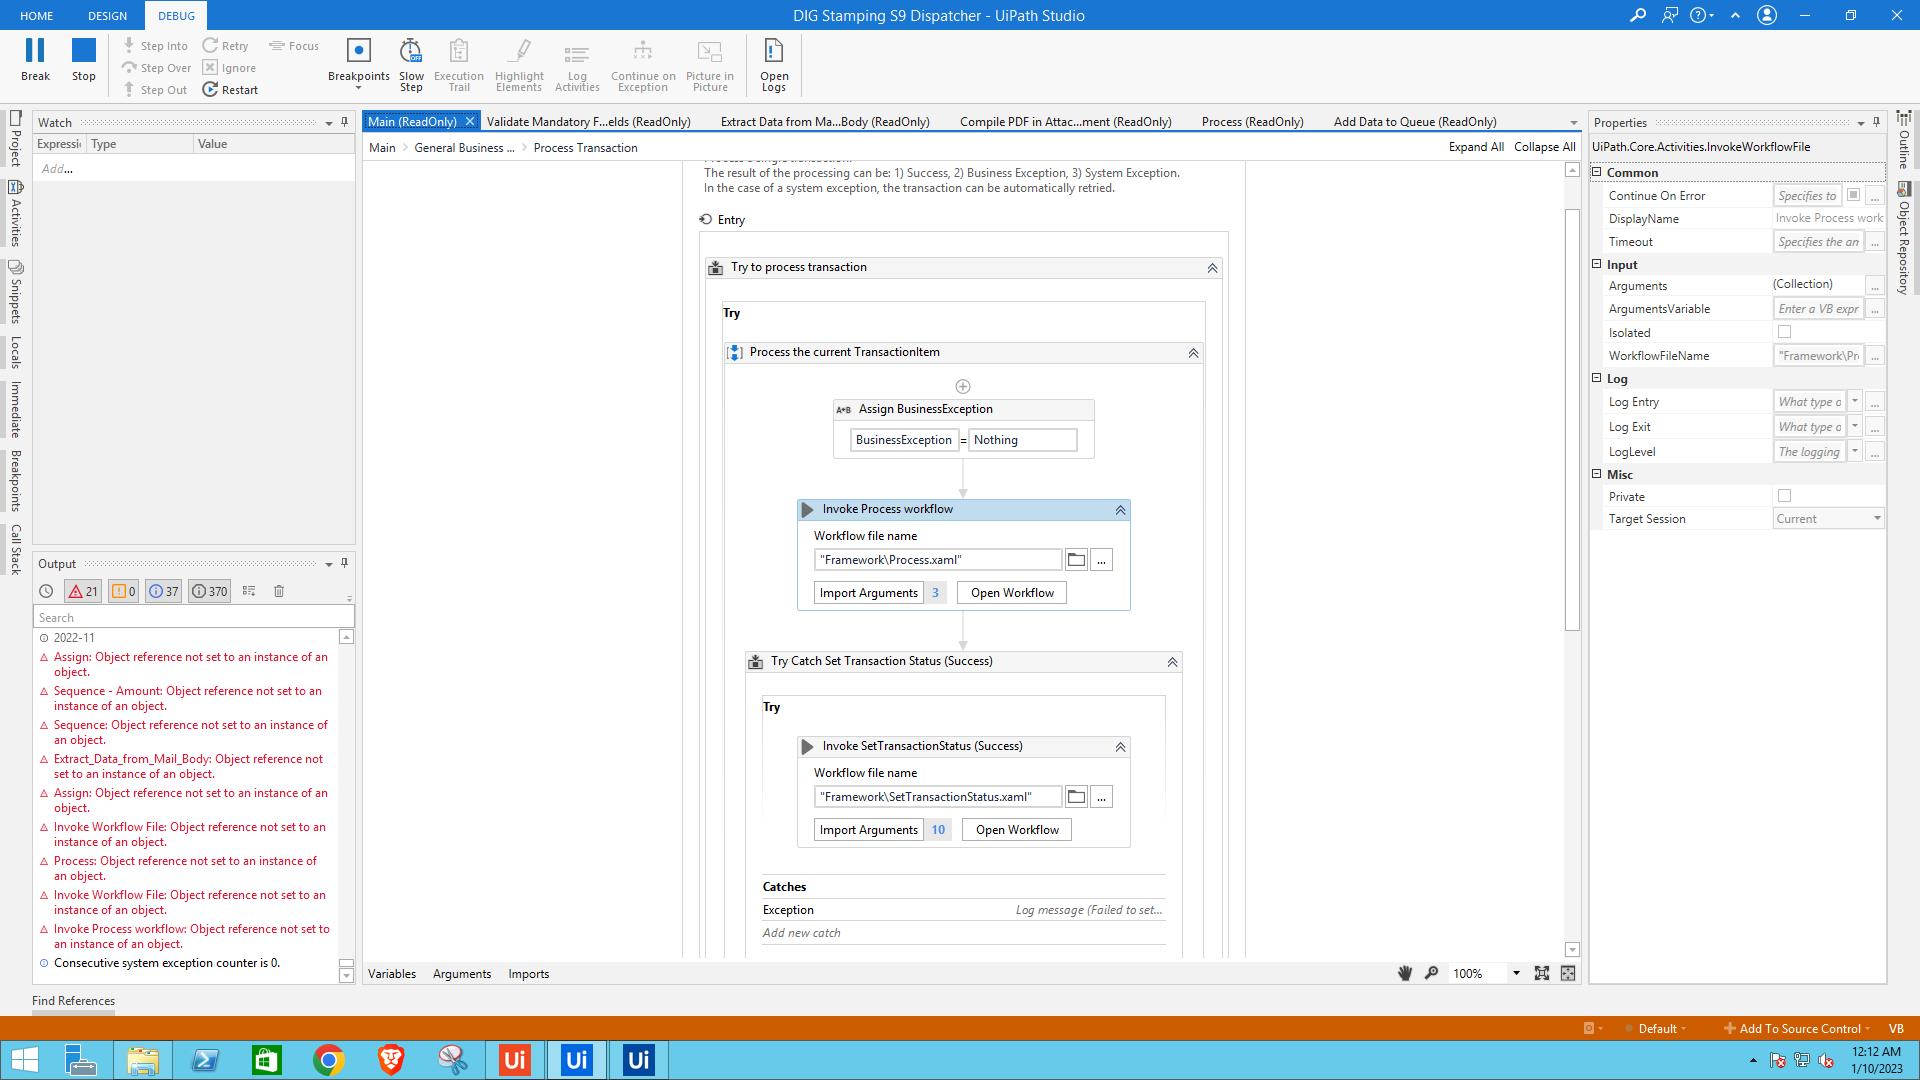 HOME
DESIGN
DEBUG
DIG Stamping S9 Dispatcher - UiPath Studio
Break
Stop
Step Into
Step Over
Step Out
Retry
Ignore
Restart
Focus
Breakpoints
Slow
Step
Execution
Trail
Highlight
Elements
Log
Activities
Continue on
Exception
Picture in
Picture
Open
Logs
Project
Activities
Snippets
Locals
Immediate
Breakpoints
Call Stack
Watch
Expressi
Type
Value
Add...
Output
21
0
37
370
Search
2022-11
Assign: Object reference not set to an instance of an
object.
Sequence - Amount: Object reference not set to an
instance of an object.
Sequence: Object reference not set to an instance of
an object.
Extract_Data_from_Mail_Body: Object reference not
set to an instance of an object.
Assign: Object reference not set to an instance of an
object.
Invoke Workflow File: Object reference not set to an
instance of an object.
Process: Object reference not set to an instance of
an object.
Invoke Workflow File: Object reference not set to an
instance of an object.
Invoke Process workflow: Object reference not set to
an instance of an object.
Consecutive system exception counter is 0.
Find References
Main (ReadOnly)
Validate Mandatory F...elds (ReadOnly)
Extract Data from Ma...Body (ReadOnly)
Compile PDF in Attac...ment (ReadOnly)
Process (ReadOnly)
Add Data to Queue (ReadOnly)
Main
General Business ...
Process Transaction
Expand All
Collapse All
Process a single transaction.
The result of the processing can be: 1) Success, 2) Business Exception, 3) System Exception.
In the case of a system exception, the transaction can be automatically retried.
Entry
Try to process transaction
Try
Process the current TransactionItem
A+B Assign BusinessException
BusinessException = Nothing
Invoke Process workflow
Workflow file name
"Framework\Process.xaml"
...
Import Arguments 3
Open Workflow
Try Catch Set Transaction Status (Success)
Try
Invoke SetTransactionStatus (Success)
Workflow file name
"Framework\SetTransactionStatus.xaml"
...
Import Arguments 10
Open Workflow
Catches
Exception
Log message (Failed to set...
Add new catch
Variables
Arguments
Imports
100%
Properties
UiPath.Core.Activities.InvokeWorkflowFile
Common
Continue On Error
Specifies to
...
DisplayName
Invoke Process work
Timeout
Specifies the an
...
Input
Arguments
(Collection)
...
ArgumentsVariable
Enter a VB expr
...
Isolated
WorkflowFileName
"Framework\Pr
...
Log
Log Entry
What type o
...
Log Exit
What type o
...
LogLevel
The logging
...
Misc
Private
Target Session
Current
Outline
Object Repository
Default
Add To Source Control
VB
Ui
Ui
Ui
12:12 AM
1/10/2023